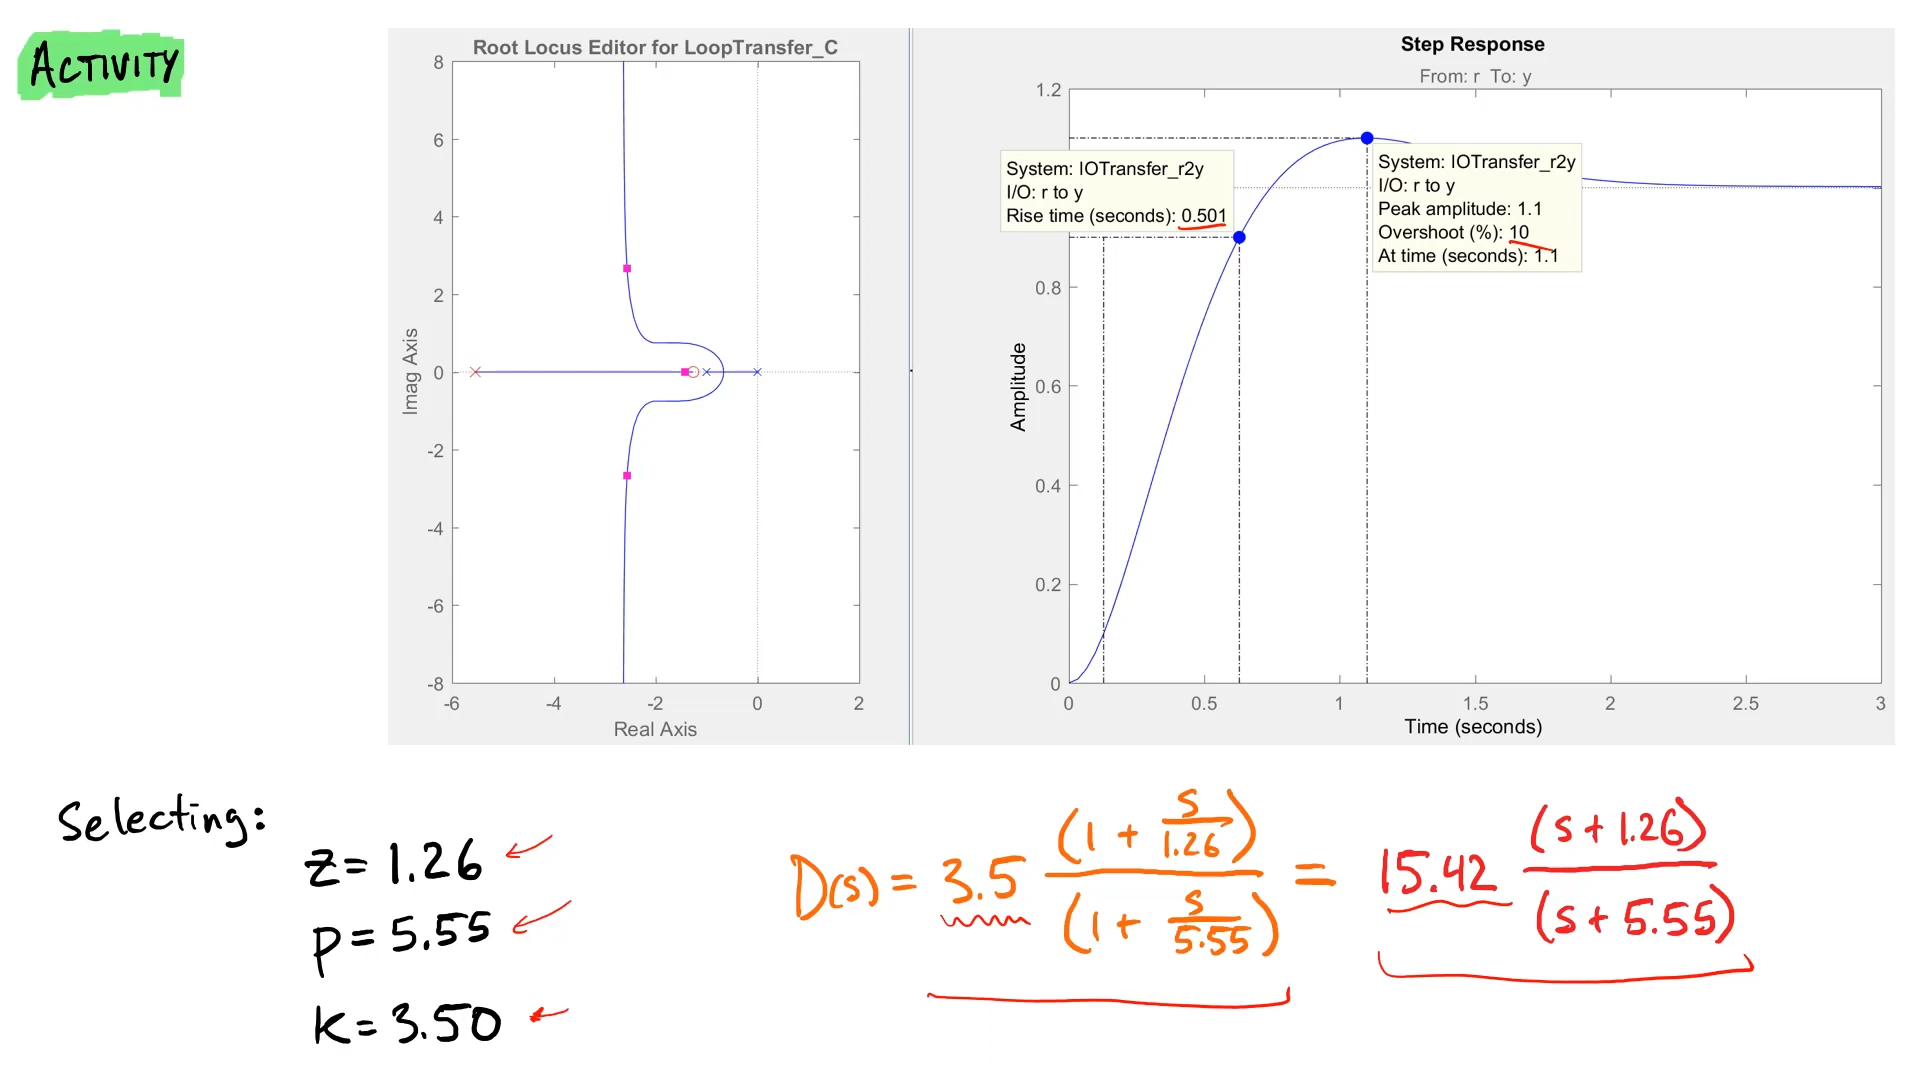 ACTIVITY
Root Locus Editor for LoopTransfer_C
8
6
4
2
0
-2
-4
-6
-8
Imag Axis
-6 -4 -2 0 2
Real Axis
Step Response
From: r To: y
1.2
0.8
0.6
0.4
0.2
0
Amplitude
System: IOTransfer_r2y
I/O: r to y
Rise time (seconds): 0.501
System: IOTransfer_r2y
I/O: r to y
Peak amplitude: 1.1
Overshoot (%): 10
At time (seconds): 1.1
0 0.5 1 1.5 2 2.5 3
Time (seconds)
Selecting:
z = 1.26
p = 5.55
K = 3.50
D(s) = 3.5 (1 + s/1.26) / (1 + s/5.55) = 15.42 (s + 1.26) / (s + 5.55)